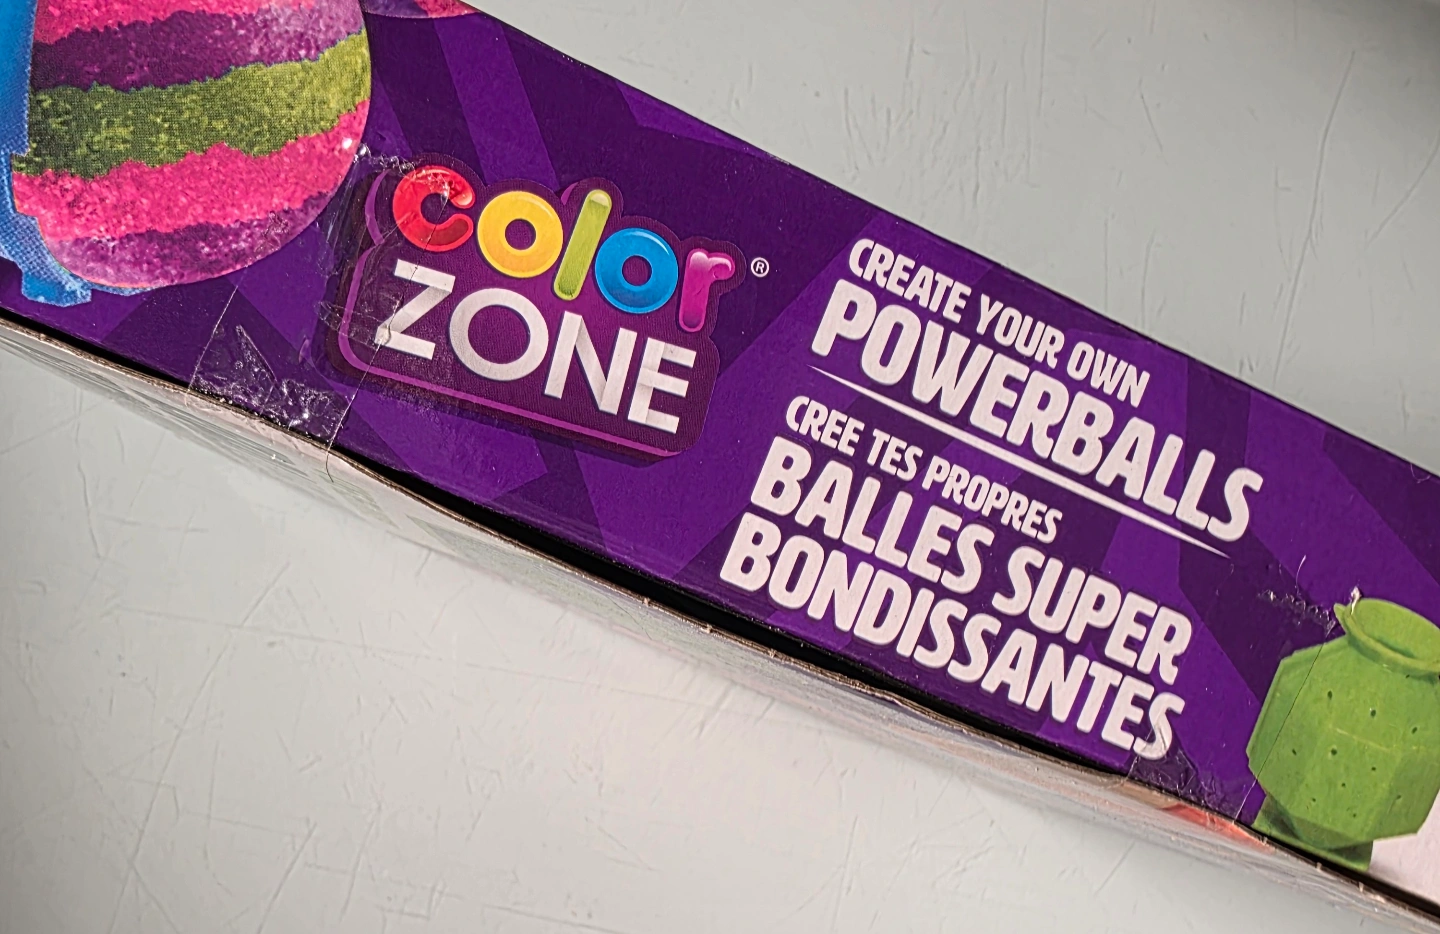 color
ZONE®
CREATE YOUR OWN
POWERBALLS
CREE TES PROPRES
BALLES SUPER
BONDISSANTES